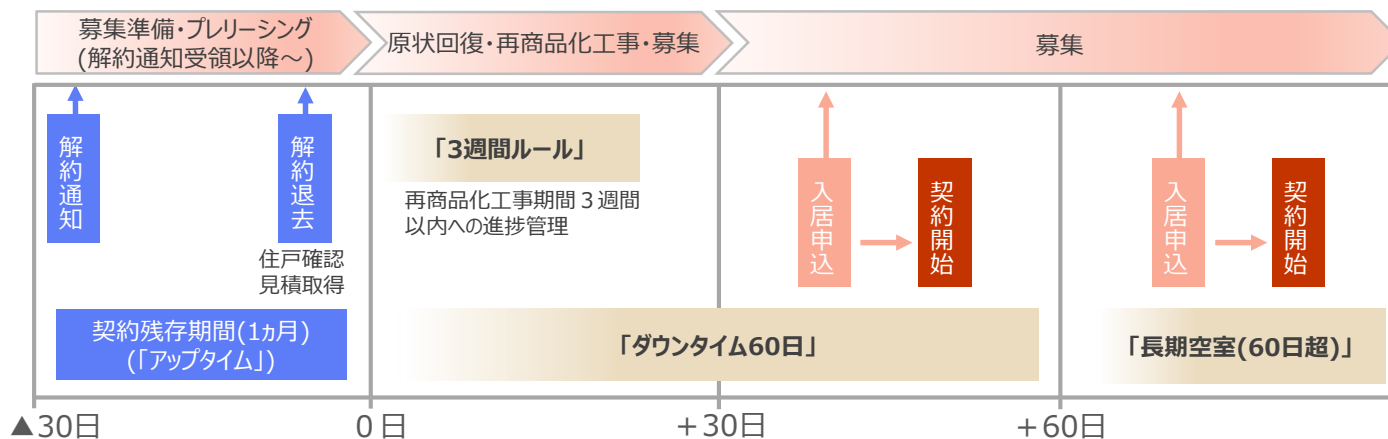 募集準備・プレリーシング
(解約通知受領以降～)
原状回復・再商品化工事・募集
募集
解約通知
解約退去
住戸確認
見積取得
「3週間ルール」
再商品化工事期間３週間
以内への進捗管理
入居申込
契約開始
入居申込
契約開始
契約残存期間(1ヵ月)
(「アップタイム」)
「ダウンタイム60日」
「長期空室(60日超)」
▲30日
０日
＋30日
＋60日